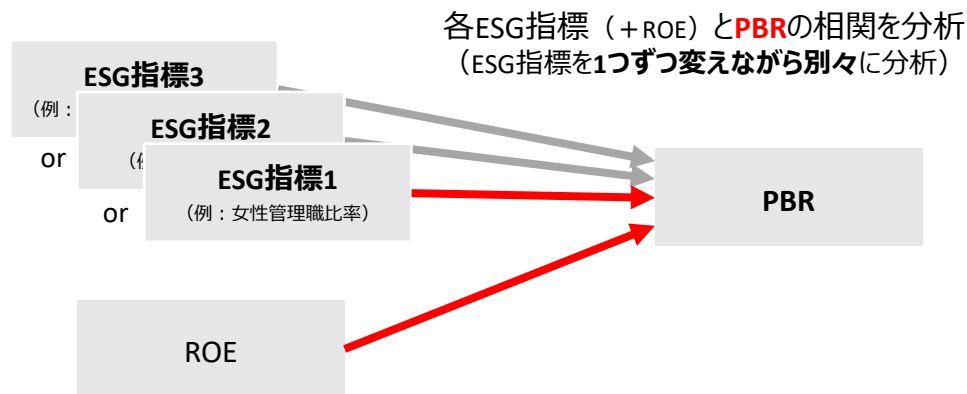 各ESG指標（＋ROE）とPBRの相関を分析
（ESG指標を1つずつ変えながら別々に分析）
ESG指標3
（例：
or
ESG指標2
or
ESG指標1
（例：女性管理職比率）
PBR
ROE